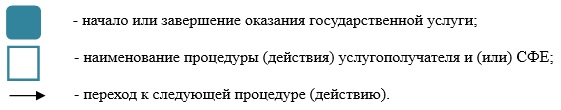 - начало или завершение оказания государственной услуги;
- наименование процедуры (действия) услугополучателя и (или) СФЕ;
- переход к следующей процедуре (действию).